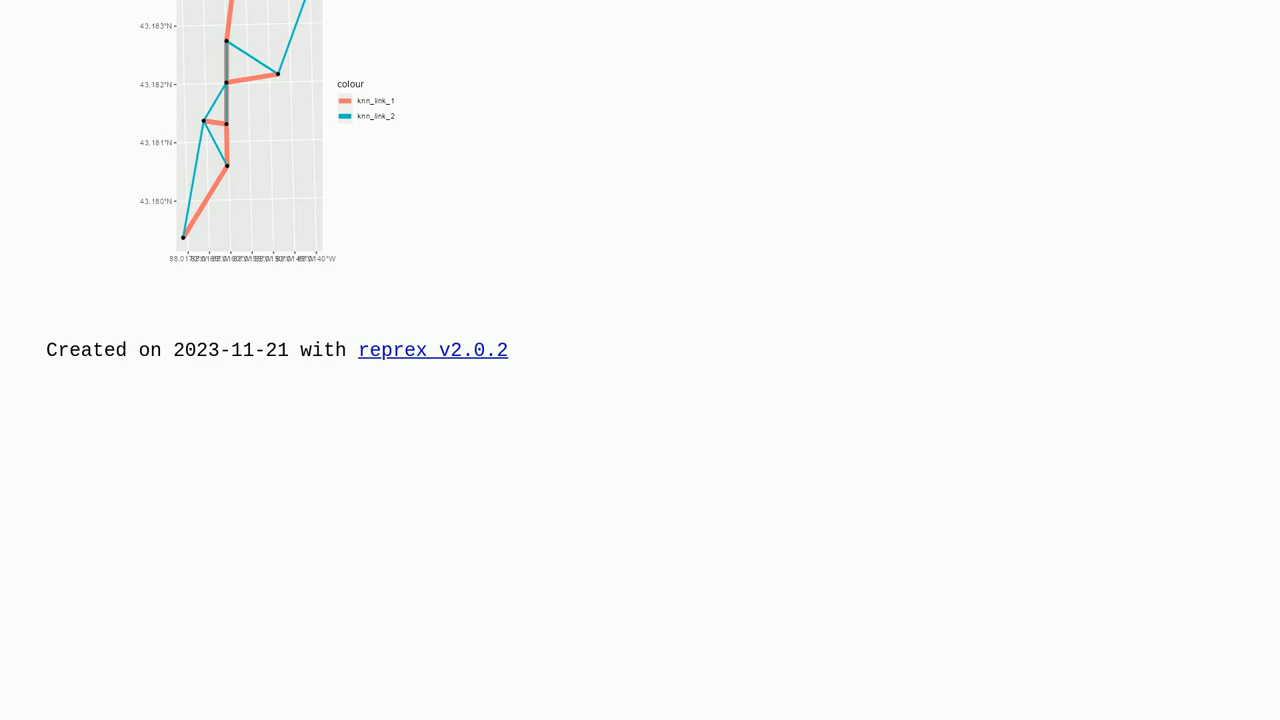 43.183°N
43.182°N
43.181°N
43.180°N
colour
knn_link_1
knn_link_2
Created on 2023-11-21 with reprex v2.0.2